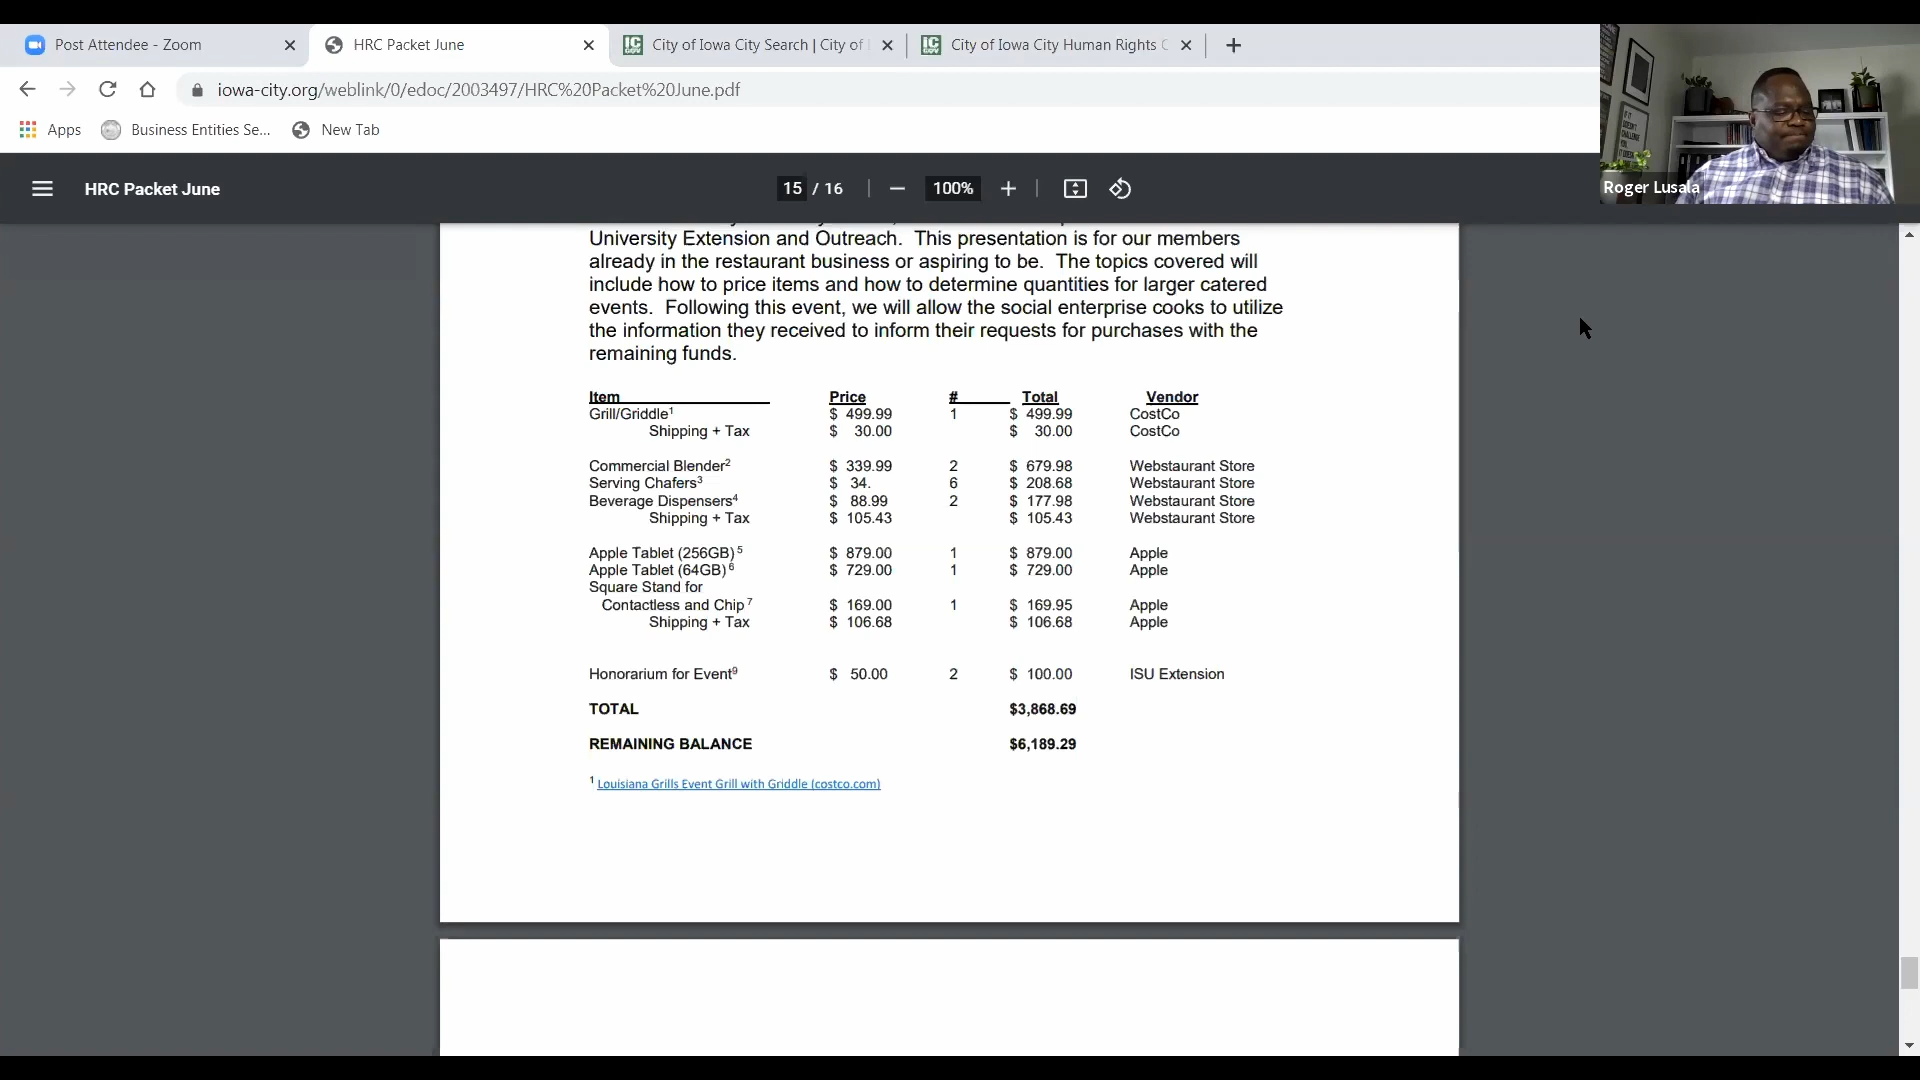 Post Attendee - Zoom
HRC Packet June
City of Iowa City Search | City of I
City of Iowa City Human Rights C
iowa-city.org/weblink/0/edoc/2003497/HRC%20Packet%20June.pdf
Apps
Business Entities Se...
New Tab
HRC Packet June
15 / 16
100%
Roger Lusala
University Extension and Outreach. This presentation is for our members
already in the restaurant business or aspiring to be. The topics covered will
include how to price items and how to determine quantities for larger catered
events. Following this event, we will allow the social enterprise cooks to utilize
the information they received to inform their requests for purchases with the
remaining funds.
Item Price # Total Vendor
Grill/Griddle¹ $ 499.99 1 $ 499.99 CostCo
Shipping + Tax $ 30.00 $ 30.00 CostCo
Commercial Blender² $ 339.99 2 $ 679.98 Webstaurant Store
Serving Chafers³ $ 34. 6 $ 208.68 Webstaurant Store
Beverage Dispensers⁴ $ 88.99 2 $ 177.98 Webstaurant Store
Shipping + Tax $ 105.43 $ 105.43 Webstaurant Store
Apple Tablet (256GB) ⁵ $ 879.00 1 $ 879.00 Apple
Apple Tablet (64GB) ⁶ $ 729.00 1 $ 729.00 Apple
Square Stand for
Contactless and Chip ⁷ $ 169.00 1 $ 169.95 Apple
Shipping + Tax $ 106.68 $ 106.68 Apple
Honorarium for Event⁹ $ 50.00 2 $ 100.00 ISU Extension
TOTAL $3,868.69
REMAINING BALANCE $6,189.29
¹ Louisiana Grills Event Grill with Griddle (costco.com)